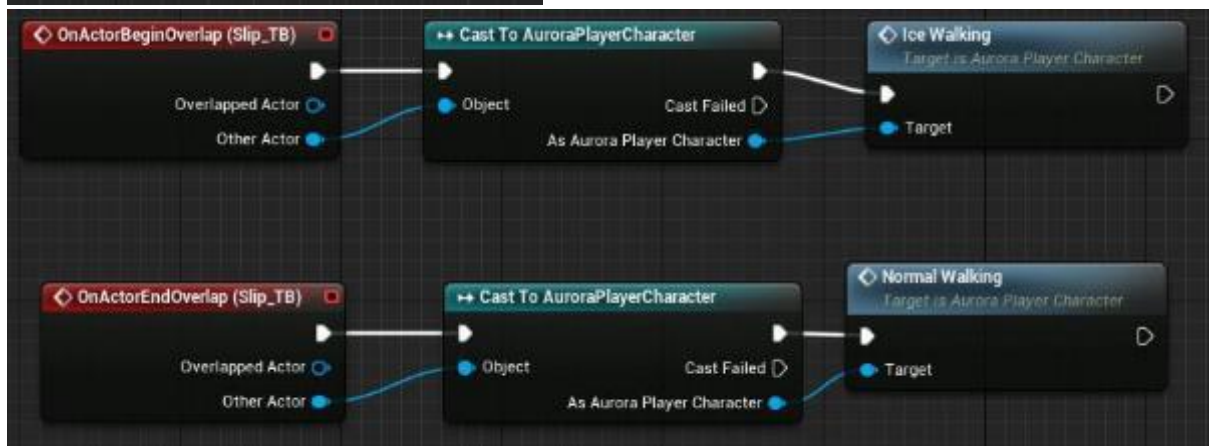 OnActorBeginOverlap (Slip_TB)
Overlapped Actor
Other Actor
Cast To AuroraPlayerCharacter
Object
Cast Failed
As Aurora Player Character
Ice Walking
Target is Aurora Player Character
Target
OnActorEndOverlap (Slip_TB)
Overlapped Actor
Other Actor
Cast To AuroraPlayerCharacter
Object
Cast Failed
As Aurora Player Character
Normal Walking
Target is Aurora Player Character
Target